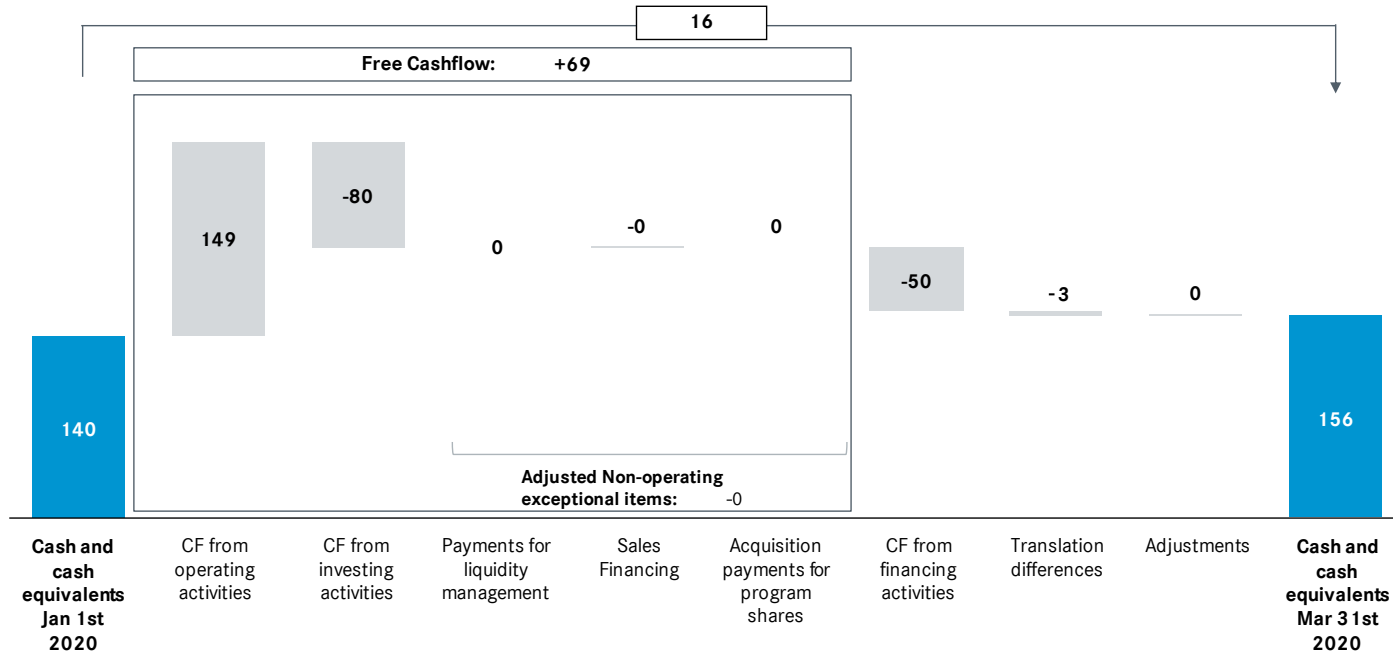 16
Free Cashflow: +69
149
-80
0
-0
0
-50
-3
0
140
156
Adjusted Non-operating
exceptional items: -0
Cash and
cash
equivalents
Jan 1st
2020
CF from
operating
activities
CF from
investing
activities
Payments for
liquidity
management
Sales
Financing
Acquisition
payments for
program
shares
CF from
financing
activities
Translation
differences
Adjustments
Cash and
cash
equivalents
Mar 31st
2020